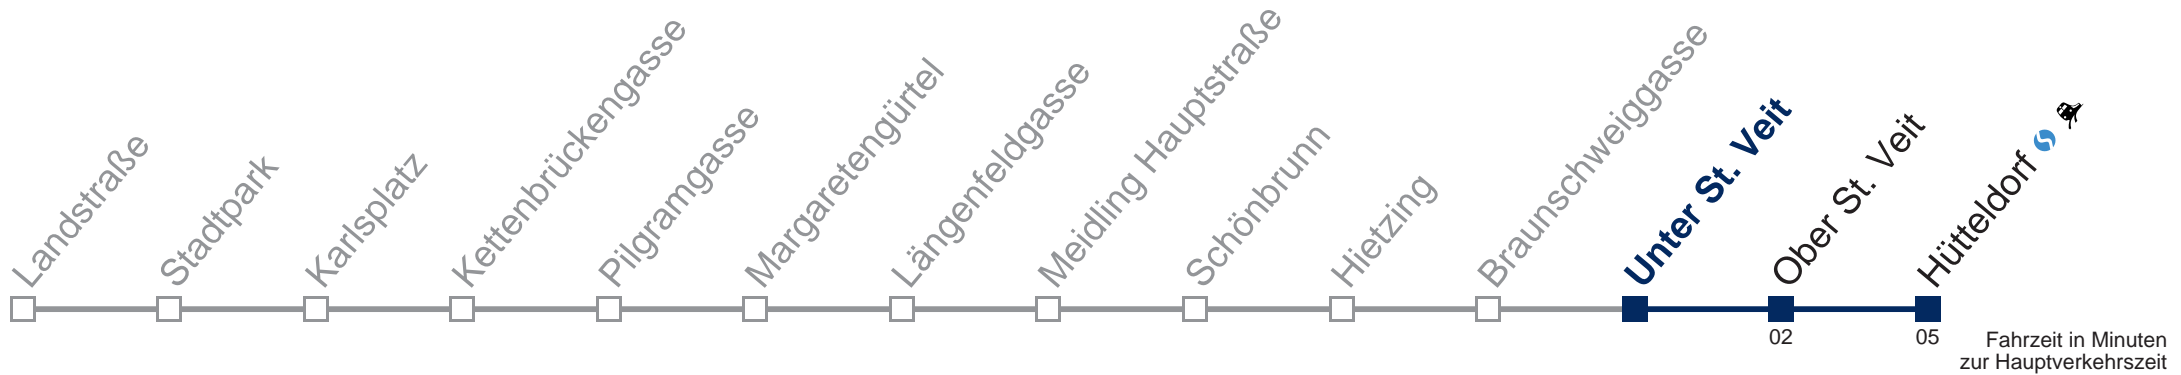 Landstraße
Stadtpark
Karlsplatz
Kettenbrückengasse
Pilgramgasse
Margaretengürtel
Längenfeldgasse
Meidling Hauptstraße
Schönbrunn
Hietzing
Braunschweiggasse
Unter St. Veit
Ober St. Veit
Hütteldorf
02
05
Fahrzeit in Minuten
zur Hauptverkehrszeit